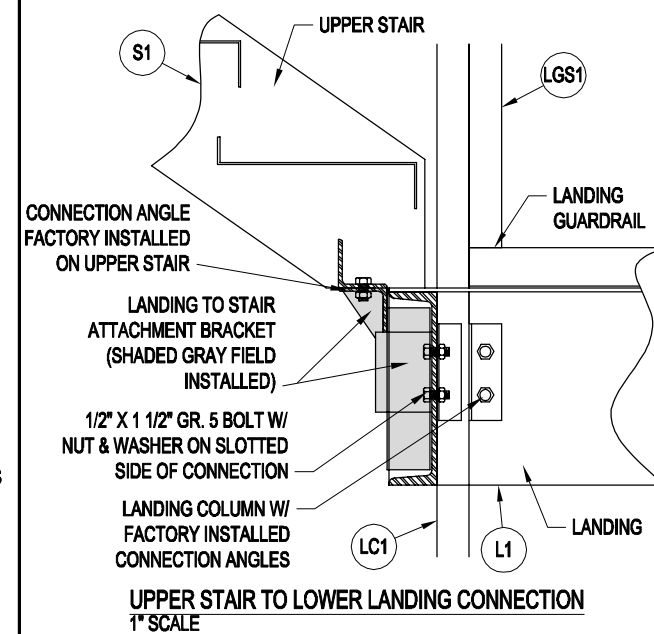 UPPER STAIR
S1
LGS1
CONNECTION ANGLE
FACTORY INSTALLED
ON UPPER STAIR
LANDING
GUARDRAIL
LANDING TO STAIR
ATTACHMENT BRACKET
(SHADED GRAY FIELD
INSTALLED)
1/2" X 1 1/2" GR. 5 BOLT W/
NUT & WASHER ON SLOTTED
SIDE OF CONNECTION
S
LANDING COLUMN W/
FACTORY INSTALLED
CONNECTION ANGLES
LC1
L1
LANDING
UPPER STAIR TO LOWER LANDING CONNECTION
1" SCALE